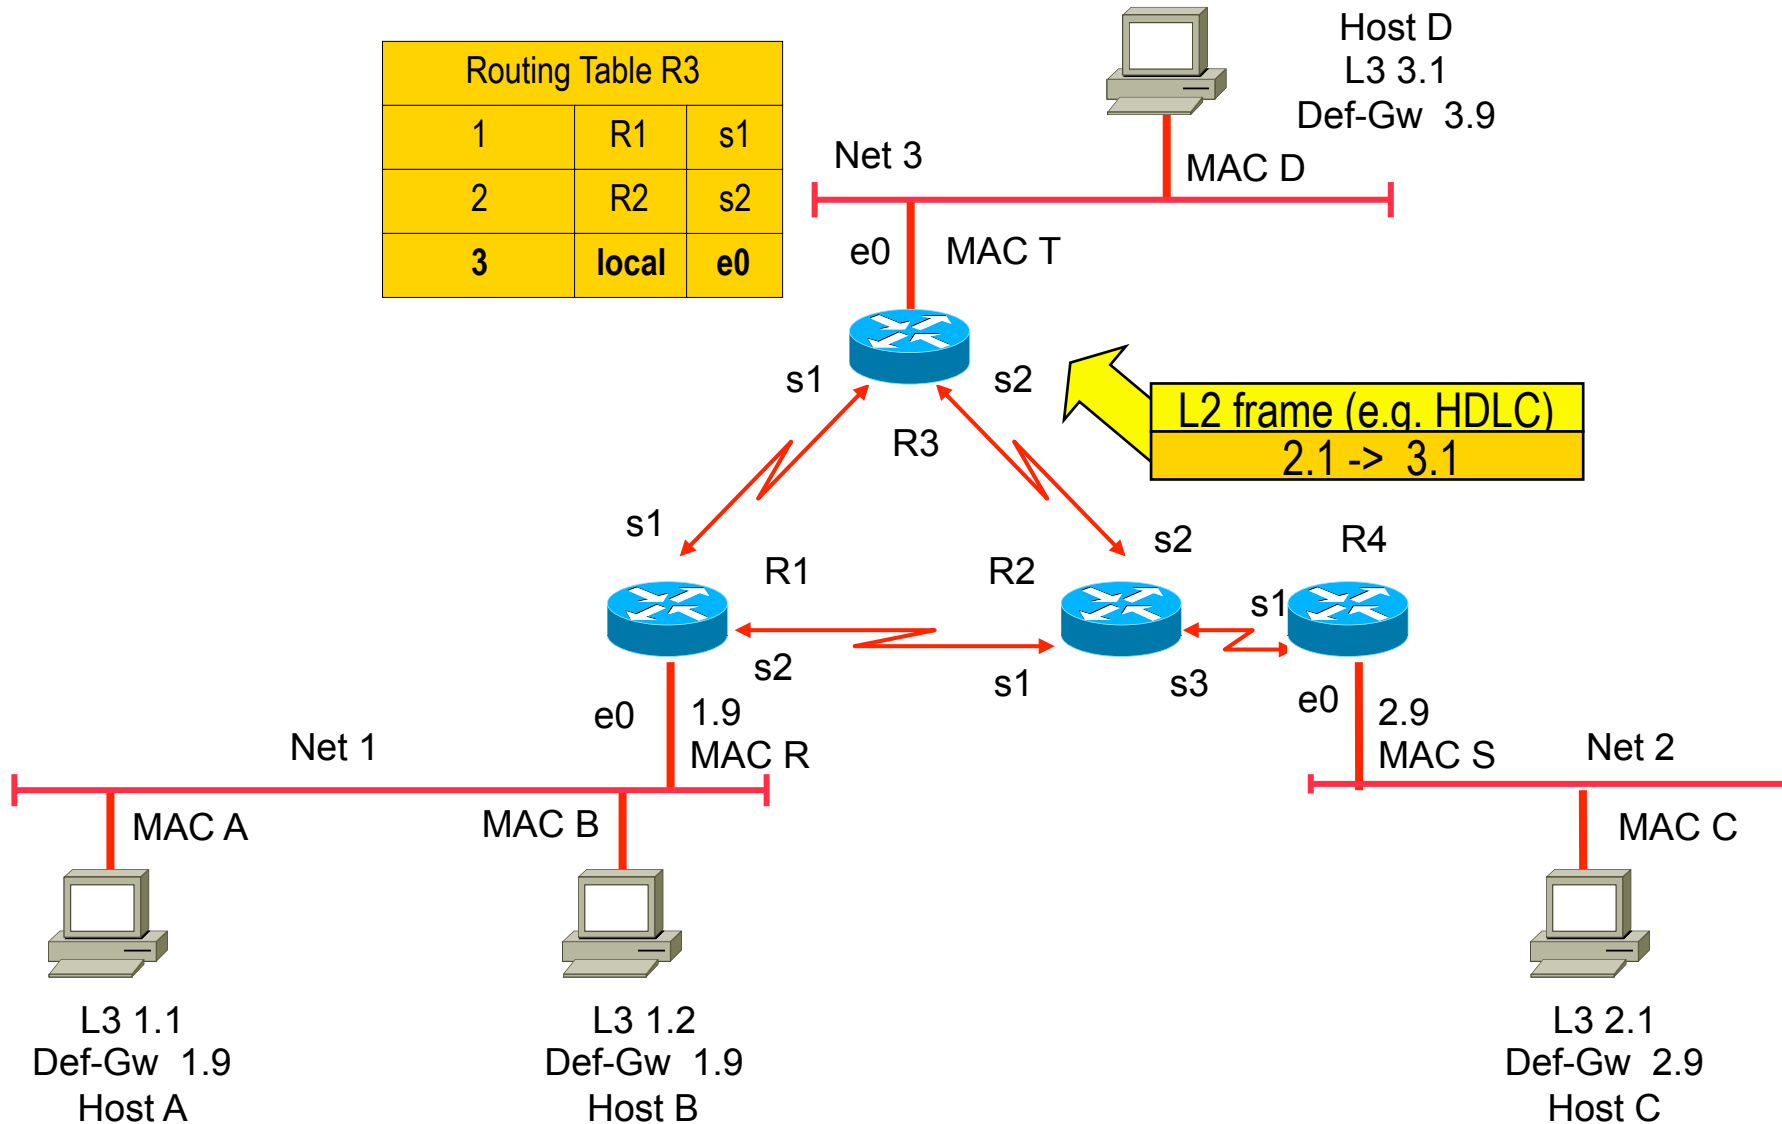 Host D
L3 3.1
Def-Gw 3.9
Routing Table R3
1 R1 s1
2 R2 s2
3 local e0
Net 3
MAC D
e0
MAC T
s1
s2
R3
L2 frame (e.g. HDLC)
2.1 -> 3.1
s1
s2
R4
R1
R2
s1
s2
s1
s3
e0
1.9
MAC R
e0
2.9
MAC S
Net 1
Net 2
MAC A
MAC B
MAC C
L3 1.1
Def-Gw 1.9
Host A
L3 1.2
Def-Gw 1.9
Host B
L3 2.1
Def-Gw 2.9
Host C